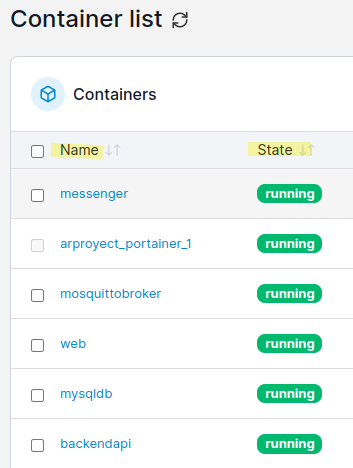 Container list
Containers
Name State
messenger running
arproyect_portainer_1 running
mosquittobroker running
web running
mysqldb running
backendapi running